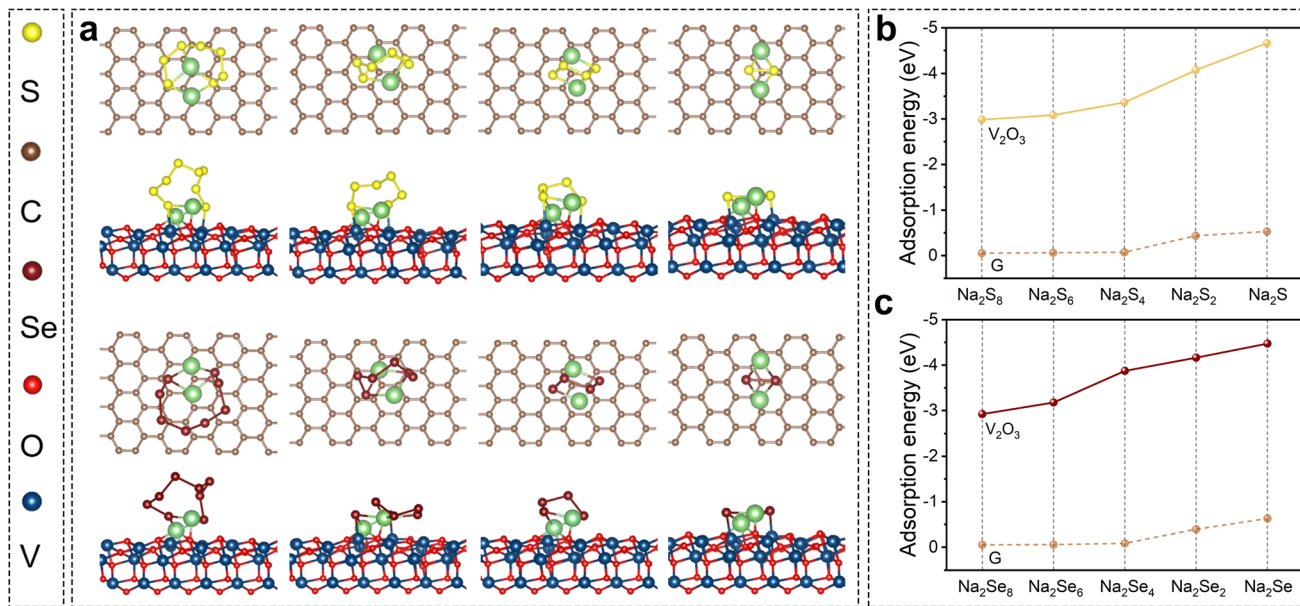 S
C
Se
O
V
a
b
Adsorption energy (eV)
-5
-4
-3
-2
-1
0
V₂O₃
G
Na₂S₈
Na₂S₆
Na₂S₄
Na₂S₂
Na₂S
c
Adsorption energy (eV)
-5
-4
-3
-2
-1
0
V₂O₃
G
Na₂Se₈
Na₂Se₆
Na₂Se₄
Na₂Se₂
Na₂Se